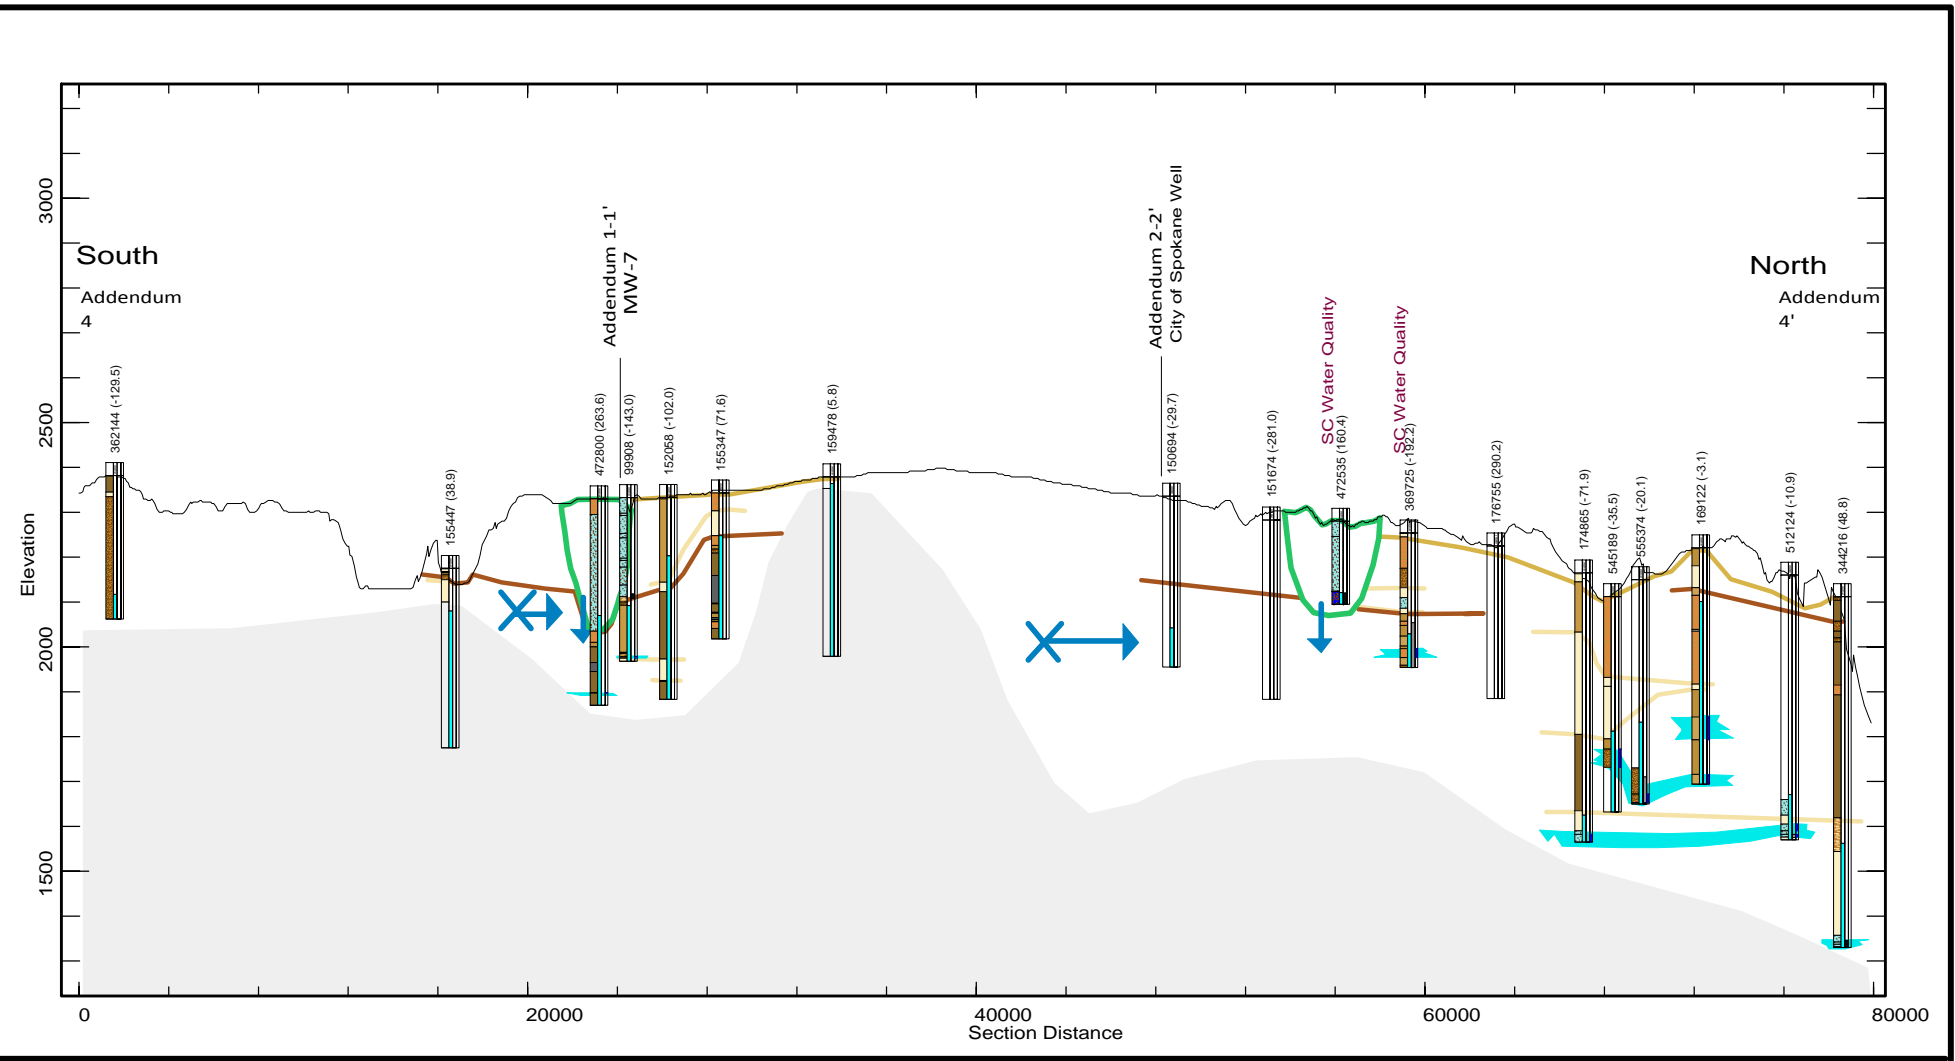 South
Addendum
4
North
Addendum
4'
Addendum 1-1'
MW-7
Addendum 2-2'
City of Spokane Well
SC Water Quality
SC Water Quality
362144 (-129.5)
155447 (38.9)
472800 (263.6)
99908 (-143.0)
152058 (-102.0)
155347 (71.6)
159478 (5.8)
150694 (-29.7)
151674 (-281.0)
472535 (160.4)
369725 (-192.2)
176755 (290.2)
174865 (-71.9)
545189 (-35.5)
555374 (-20.1)
169122 (-3.1)
512124 (-10.9)
344216 (48.8)
Elevation
3000
2500
2000
1500
0
20000
40000
60000
80000
Section Distance